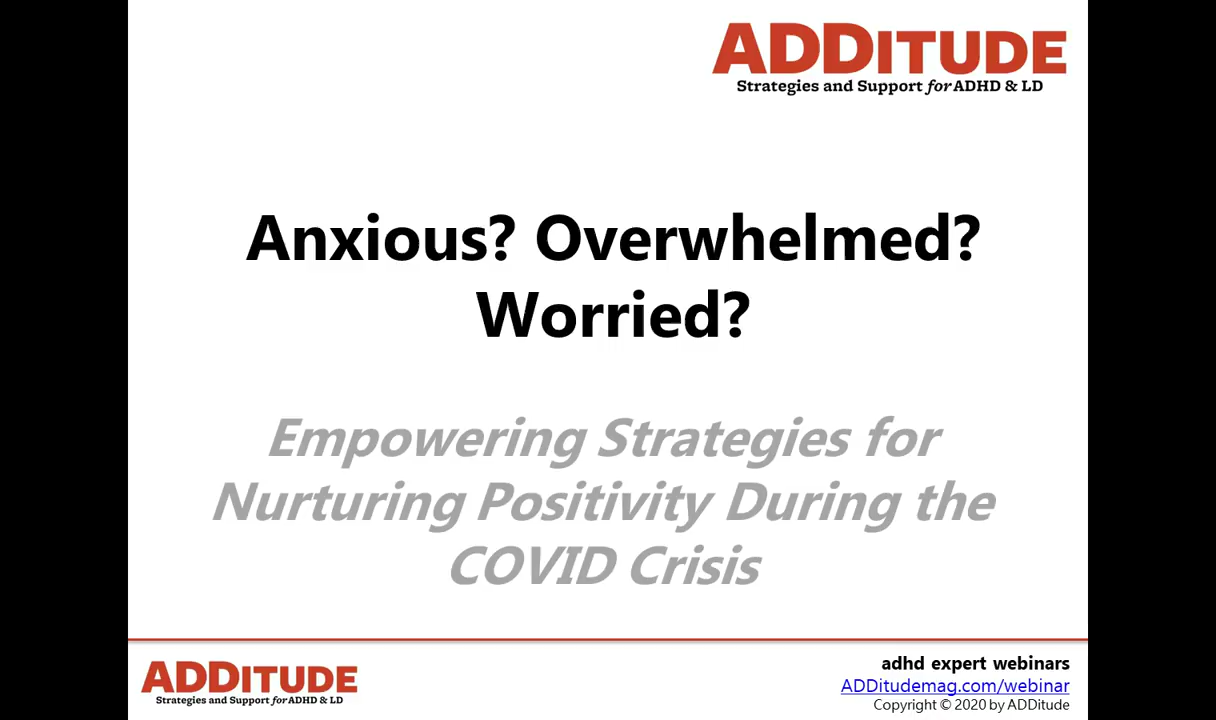 ADDITUDE
Strategies and Support for ADHD & LD
Anxious? Overwhelmed?
Worried?
Empowering Strategies for
Nurturing Positivity During the
COVID Crisis
ADDITUDE
Strategies and Support for ADHD & LD
adhd expert webinars
ADDitudemag.com/webinar
Copyright © 2020 by ADDitude